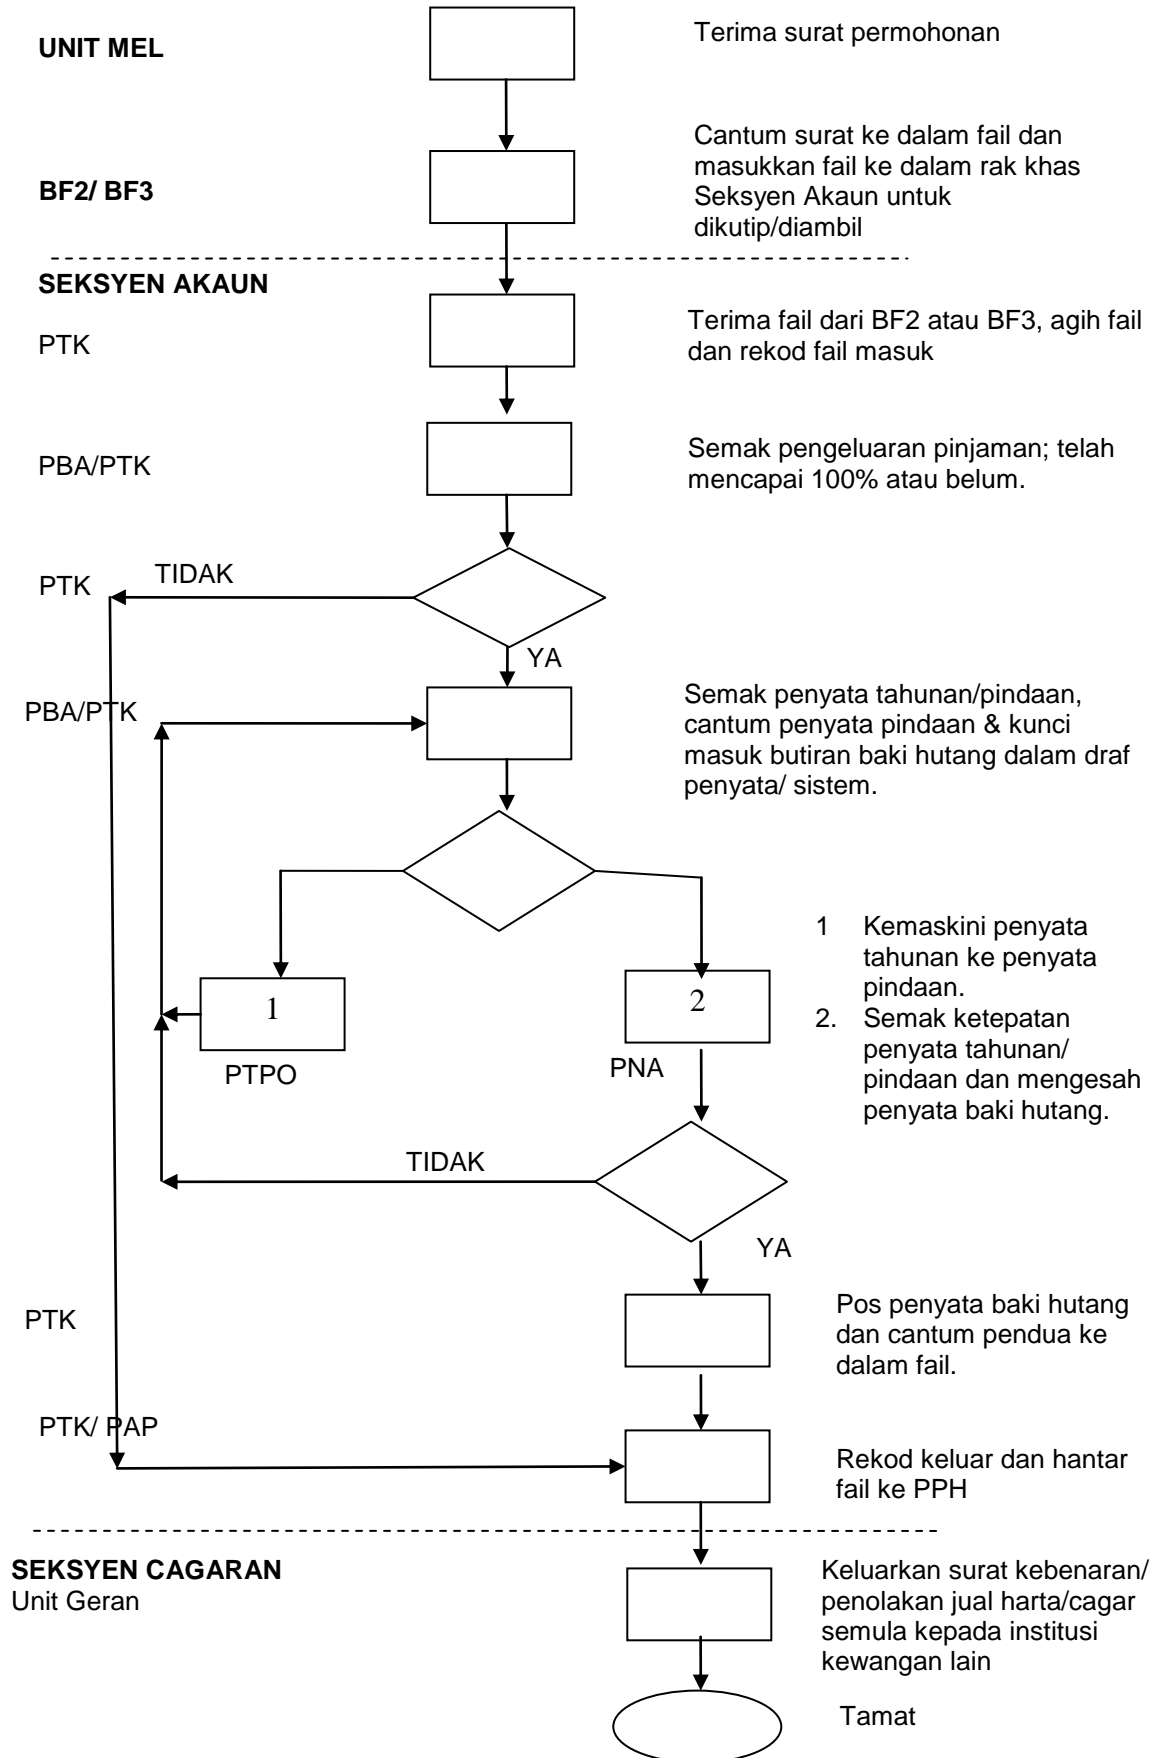 UNIT MEL
Terima surat permohonan
BF2/ BF3
Cantum surat ke dalam fail dan
masukkan fail ke dalam rak khas
Seksyen Akaun untuk
dikutip/diambil
SEKSYEN AKAUN
PTK
Terima fail dari BF2 atau BF3, agih fail
dan rekod fail masuk
PBA/PTK
Semak pengeluaran pinjaman; telah
mencapai 100% atau belum.
PTK
TIDAK
YA
PBA/PTK
Semak penyata tahunan/pindaan,
cantum penyata pindaan & kunci
masuk butiran baki hutang dalam draf
penyata/ sistem.
1
PTPO
2
PNA
1 Kemaskini penyata
tahunan ke penyata
pindaan.
2. Semak ketepatan
penyata tahunan/
pindaan dan mengesah
penyata baki hutang.
TIDAK
YA
PTK
Pos penyata baki hutang
dan cantum pendua ke
dalam fail.
PTK/ PAP
Rekod keluar dan hantar
fail ke PPH
SEKSYEN CAGARAN
Unit Geran
Keluarkan surat kebenaran/
penolakan jual harta/cagar
semula kepada institusi
kewangan lain
Tamat